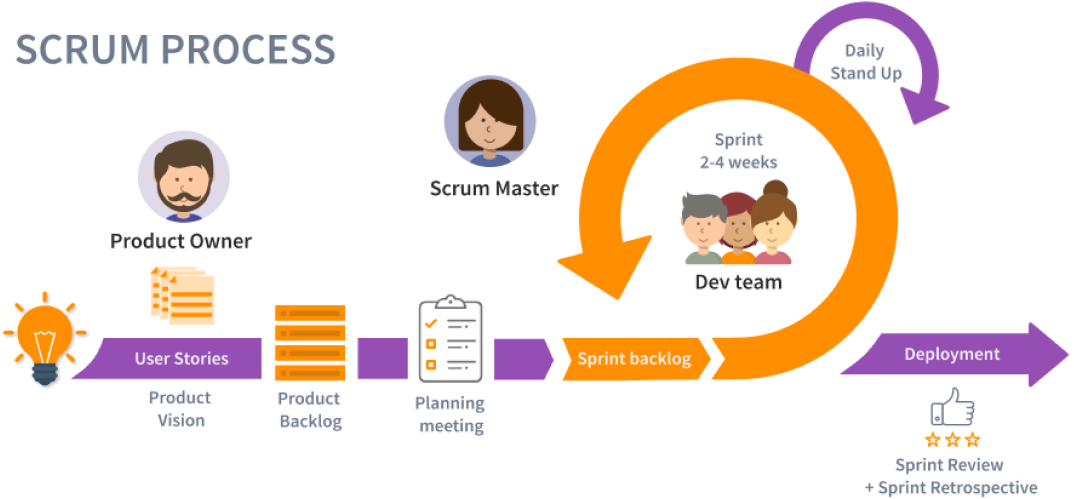 SCRUM PROCESS
Daily
Stand Up
Sprint
2-4 weeks
Scrum Master
Product Owner
Dev team
User Stories
Sprint backlog
Deployment
Product
Vision
Product
Backlog
Planning
meeting
Sprint Review
+ Sprint Retrospective